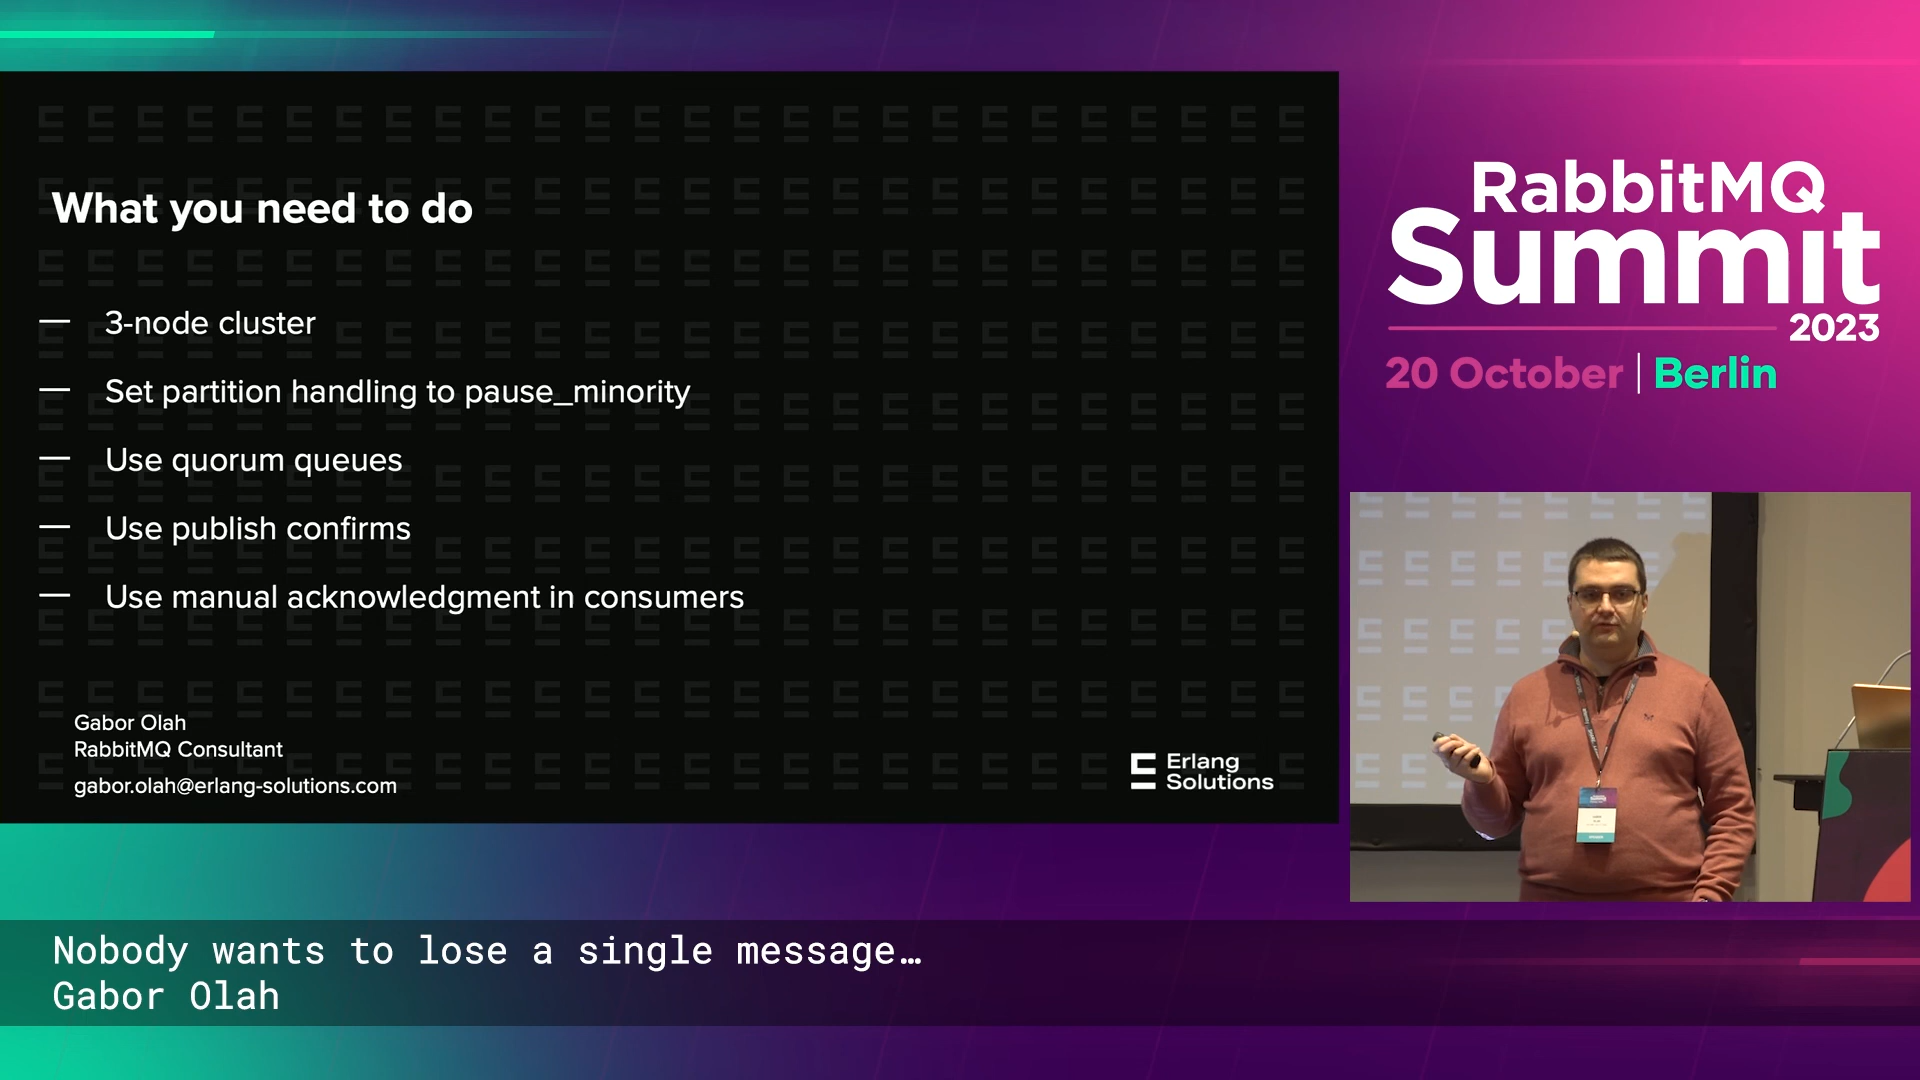 What you need to do
— 3-node cluster
— Set partition handling to pause_minority
— Use quorum queues
— Use publish confirms
— Use manual acknowledgment in consumers
Gabor Olah
RabbitMQ Consultant
gabor.olah@erlang-solutions.com
Erlang
Solutions
RabbitMQ
Summit
2023
20 October | Berlin
Nobody wants to lose a single message…
Gabor Olah